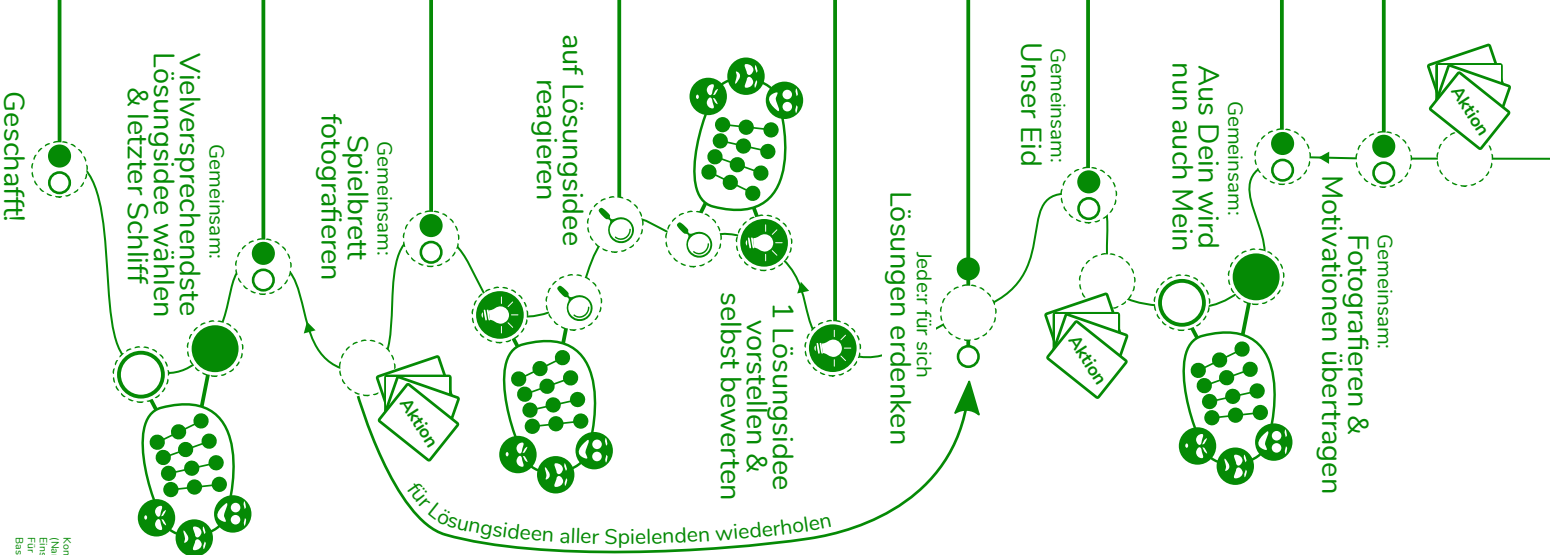 Aktion
Gemeinsam:
Fotografieren &
Motivationen übertragen
Gemeinsam:
Aus Dein wird
nun auch Mein
Aktion
Gemeinsam:
Unser Eid
Jede:r für sich
Lösungen erdenken
1 Lösungsidee
vorstellen &
selbst bewerten
auf Lösungsidee
reagieren
Gemeinsam:
Spielbrett
fotografieren
Aktion
für Lösungsideen aller Spielenden wiederholen
Gemeinsam:
Vielversprechendste
Lösungsidee wählen
& letzter Schliff
Geschafft!
Für